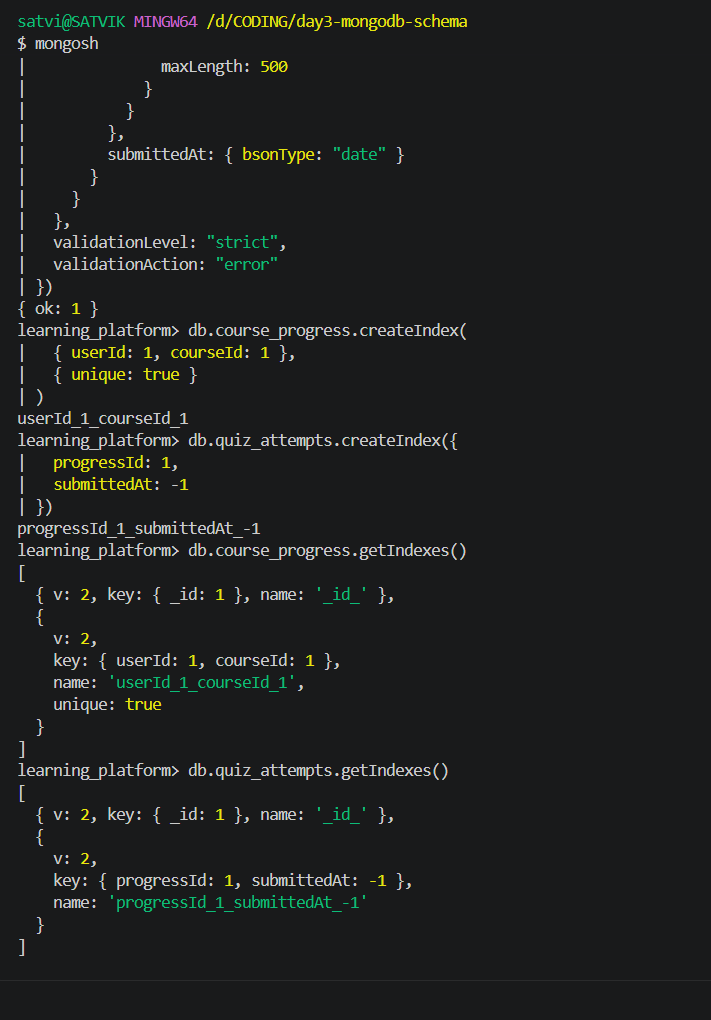 satvi@SATVIK MINGW64 /d/CODING/day3-mongodb-schema
$ mongosh
|               maxLength: 500
|             }
|           }
|         },
|         submittedAt: { bsonType: "date" }
|       }
|     }
|   },
|   validationLevel: "strict",
|   validationAction: "error"
| })
{ ok: 1 }
learning_platform> db.course_progress.createIndex(
|   { userId: 1, courseId: 1 },
|   { unique: true }
| )
userId_1_courseId_1
learning_platform> db.quiz_attempts.createIndex({
|   progressId: 1,
|   submittedAt: -1
| })
progressId_1_submittedAt_-1
learning_platform> db.course_progress.getIndexes()
[
  { v: 2, key: { _id: 1 }, name: '_id_' },
  {
    v: 2,
    key: { userId: 1, courseId: 1 },
    name: 'userId_1_courseId_1',
    unique: true
  }
]
learning_platform> db.quiz_attempts.getIndexes()
[
  { v: 2, key: { _id: 1 }, name: '_id_' },
  {
    v: 2,
    key: { progressId: 1, submittedAt: -1 },
    name: 'progressId_1_submittedAt_-1'
  }
]